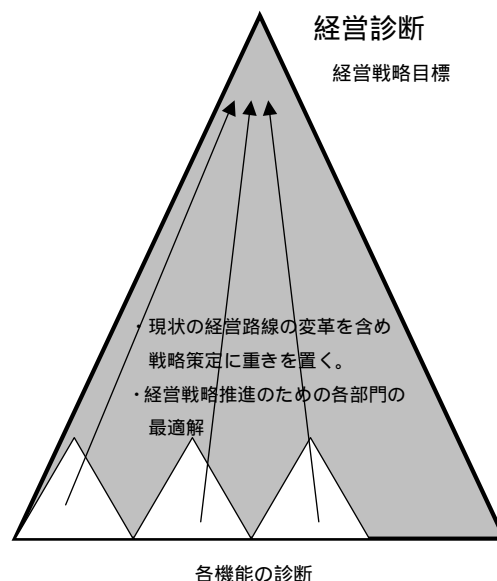 経営診断
経営戦略目標
・現状の経営路線の変革を含め
戦略策定に重きを置く。
・経営戦略推進のための各部門の
最適解
各機能の診断